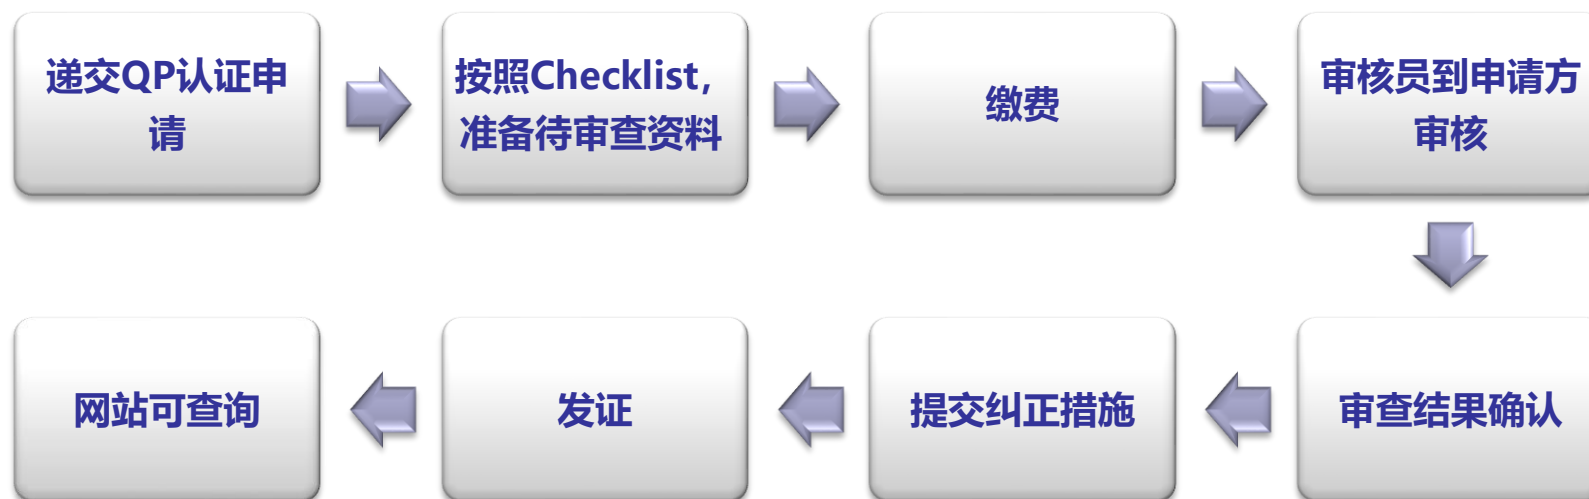 递交QP认证申
请
按照Checklist，
准备待审查资料
缴费
审核员到申请方
审核
审查结果确认
提交纠正措施
发证
网站可查询